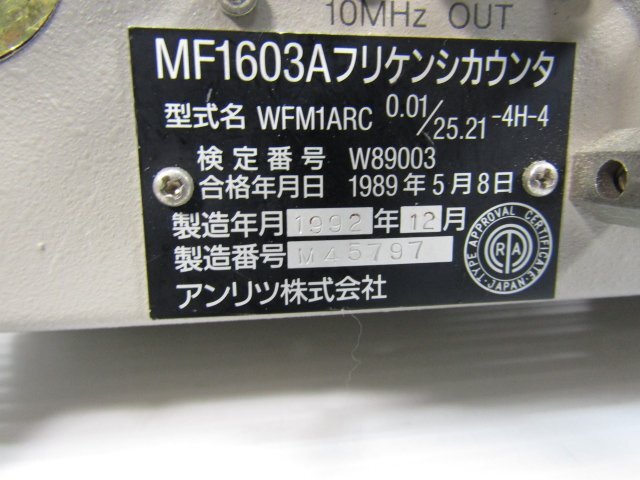 10MHz OUT
MF1603Aフリケンシカウンタ
型式名 WFM1ARC 0.01/25.21-4H-4
検定番号 W89003
合格年月日 1989年5月8日
製造年月 1992年12月
製造番号 M45797
アンリツ株式会社
TYPE APPROVAL CERTIFICATE
RTA
JAPAN